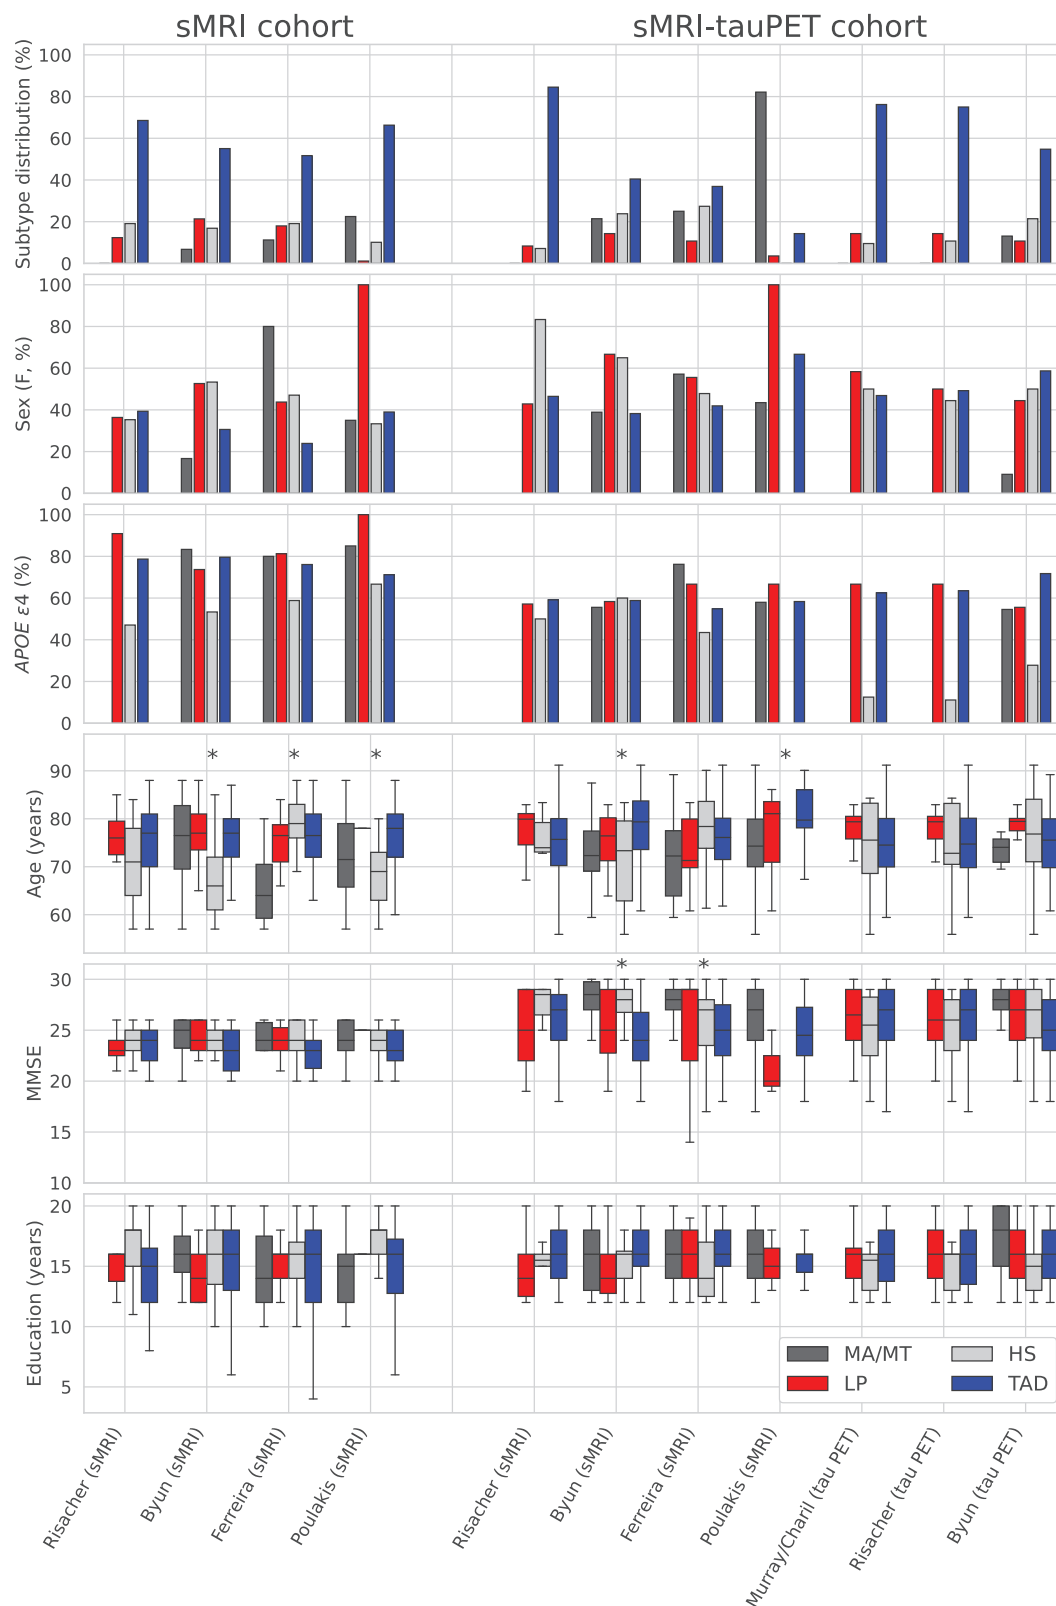 sMRI cohort sMRI-tauPET cohort
Subtype distribution (%)
100
80
60
40
20
0
Sex (F, %)
100
80
60
40
20
0
APOE ε4 (%)
100
80
60
40
20
0
Age (years)
90
80
70
60
* * * * *
MMSE
30
25
20
15
10
* *
Education (years)
20
15
10
5
MA/MT HS
LP TAD
Risacher (sMRI)
Byun (sMRI)
Ferreira (sMRI)
Poulakis (sMRI)
Risacher (sMRI)
Byun (sMRI)
Ferreira (sMRI)
Poulakis (sMRI)
Murray/Charil (tau PET)
Risacher (tau PET)
Byun (tau PET)